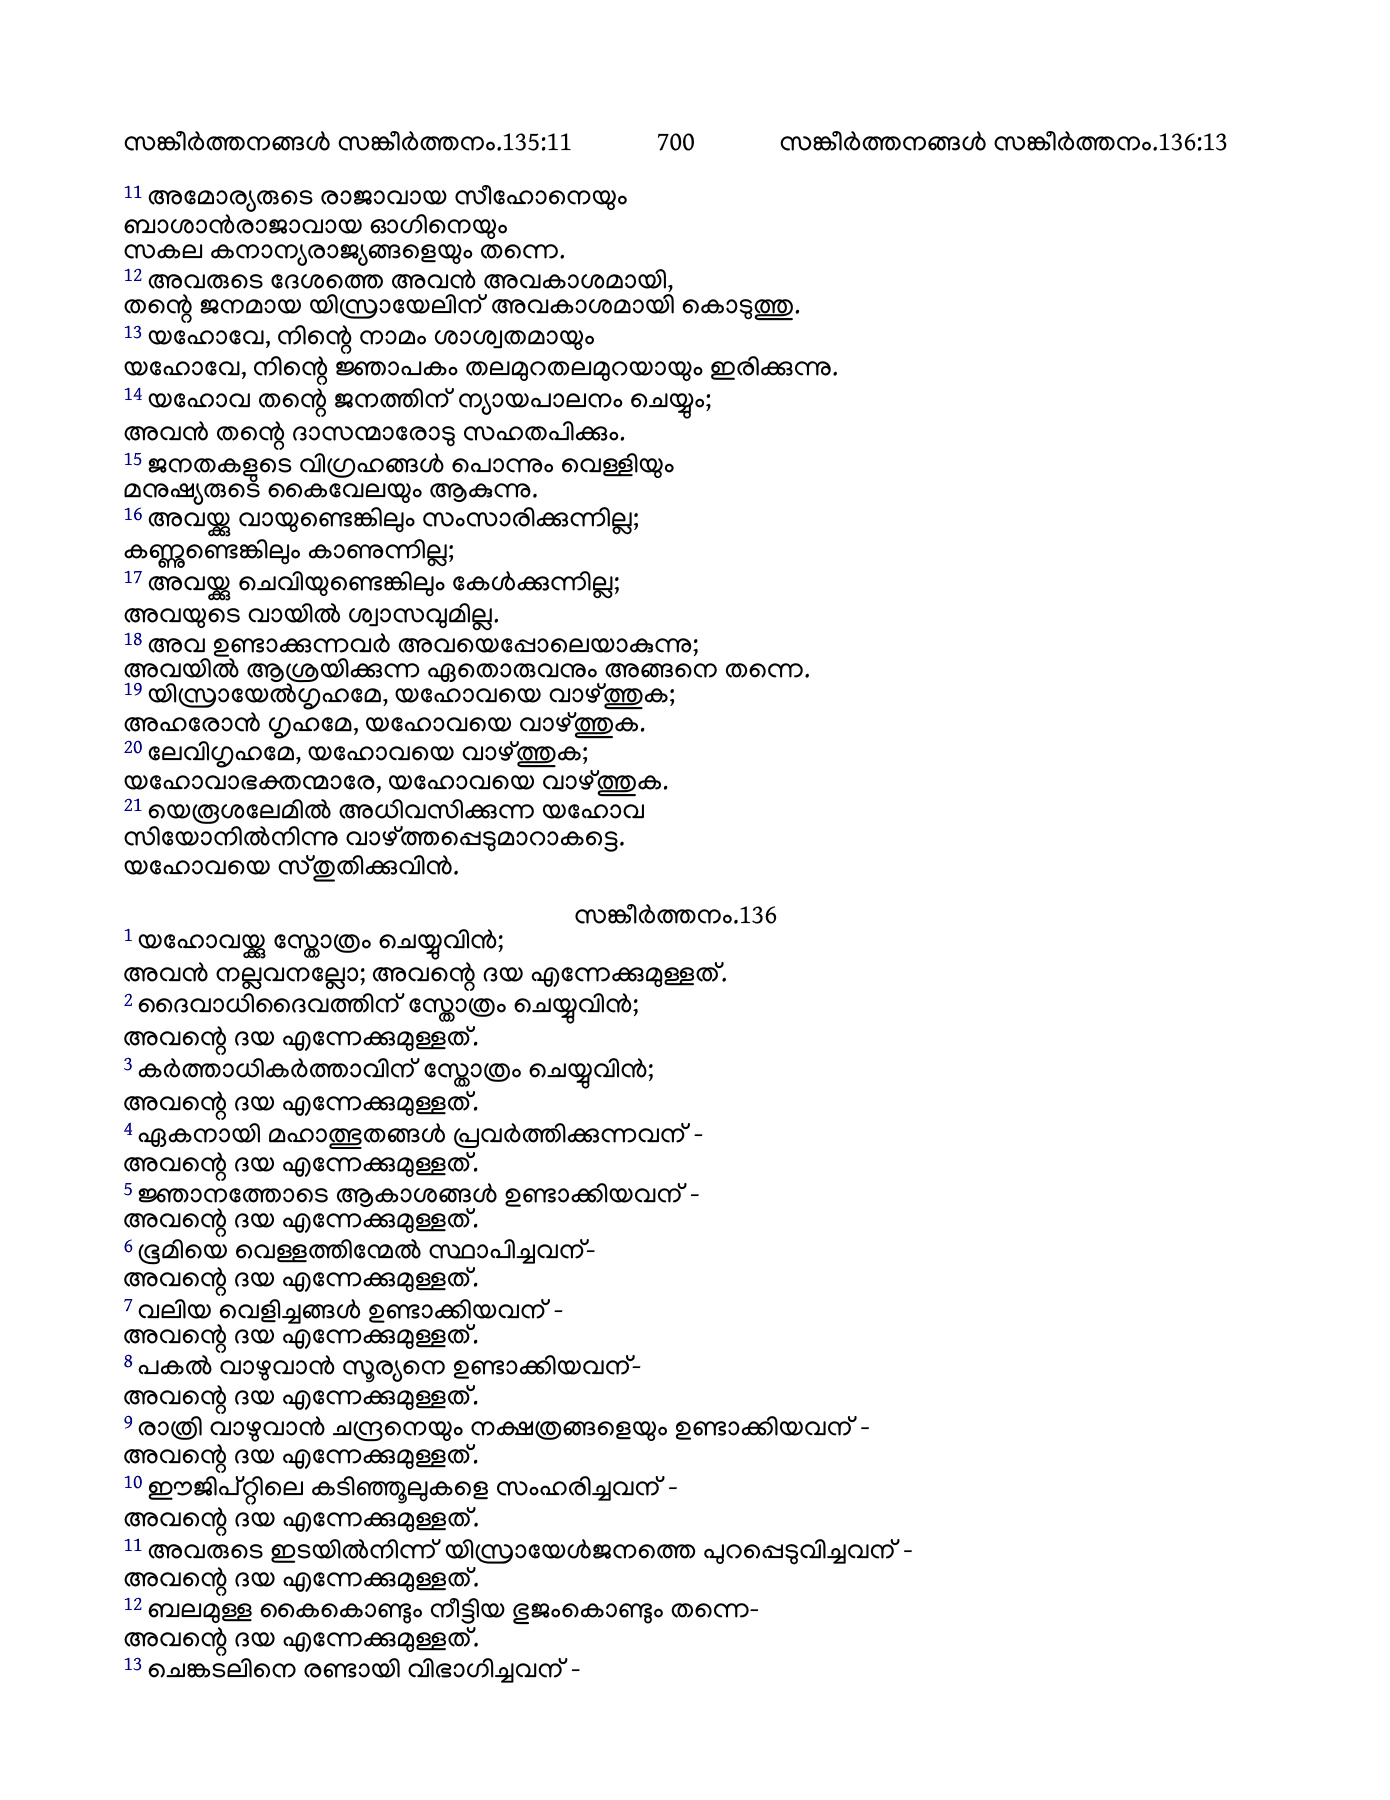 സങ്കീർത്തനങ്ങൾ സങ്കീർത്തനം.135:11 700 സങ്കീർത്തനങ്ങൾ സങ്കീർത്തനം.136:13
11 അമോര്യരുടെ രാജാവായ സീഹോനെയും
ബാശാൻരാജാവായ ഓഗിനെയും
സകല കനാന്യരാജ്യങ്ങളെയും തന്നെ.
12 അവരുടെ ദേശത്തെ അവൻ അവകാശമായി,
തന്റെ ജനമായ യിസ്രായേലിന് അവകാശമായി കൊടുത്തു.
13 യഹോവേ, നിന്റെ നാമം ശാശ്വതമായും
യഹോവേ, നിന്റെ ജ്ഞാപകം തലമുറതലമുറയായും ഇരിക്കുന്നു.
14 യഹോവ തന്റെ ജനത്തിന് ന്യായപാലനം ചെയ്യും;
അവൻ തന്റെ ദാസന്മാരോടു സഹതപിക്കും.
15 ജനതകളുടെ വിഗ്രഹങ്ങൾ പൊന്നും വെള്ളിയും
മനുഷ്യരുടെ കൈവേലയും ആകുന്നു.
16 അവയ്ക്കു വായുണ്ടെങ്കിലും സംസാരിക്കുന്നില്ല;
കണ്ണുണ്ടെങ്കിലും കാണുന്നില്ല;
17 അവയ്ക്കു ചെവിയുണ്ടെങ്കിലും കേൾക്കുന്നില്ല;
അവയുടെ വായിൽ ശ്വാസവുമില്ല.
18 അവ ഉണ്ടാക്കുന്നവർ അവയെപ്പോലെയാകുന്നു;
അവയിൽ ആശ്രയിക്കുന്ന ഏതൊരുവനും അങ്ങനെ തന്നെ.
19 യിസ്രായേൽഗൃഹമേ, യഹോവയെ വാഴ്ത്തുക;
അഹരോൻ ഗൃഹമേ, യഹോവയെ വാഴ്ത്തുക.
20 ലേവിഗൃഹമേ, യഹോവയെ വാഴ്ത്തുക;
യഹോവാഭക്തന്മാരേ, യഹോവയെ വാഴ്ത്തുക.
21 യെരൂശലേമിൽ അധിവസിക്കുന്ന യഹോവ
സിയോനിൽനിന്നു വാഴ്ത്തപ്പെടുമാറാകട്ടെ.
യഹോവയെ സ്തുതിക്കുവിൻ.
സങ്കീർത്തനം.136
1 യഹോവയ്ക്കു സ്തോത്രം ചെയ്യുവിൻ;
അവൻ നല്ലവനല്ലോ; അവന്റെ ദയ എന്നേക്കുമുള്ളത്.
2 ദൈവാധിദൈവത്തിന് സ്തോത്രം ചെയ്യുവിൻ;
അവന്റെ ദയ എന്നേക്കുമുള്ളത്.
3 കർത്താധികർത്താവിന് സ്തോത്രം ചെയ്യുവിൻ;
അവന്റെ ദയ എന്നേക്കുമുള്ളത്.
4 ഏകനായി മഹാത്ഭുതങ്ങൾ പ്രവർത്തിക്കുന്നവന് -
അവന്റെ ദയ എന്നേക്കുമുള്ളത്.
5 ജ്ഞാനത്തോടെ ആകാശങ്ങൾ ഉണ്ടാക്കിയവന് -
അവന്റെ ദയ എന്നേക്കുമുള്ളത്.
6 ഭൂമിയെ വെള്ളത്തിന്മേൽ സ്ഥാപിച്ചവന്-
അവന്റെ ദയ എന്നേക്കുമുള്ളത്.
7 വലിയ വെളിച്ചങ്ങൾ ഉണ്ടാക്കിയവന് -
അവന്റെ ദയ എന്നേക്കുമുള്ളത്.
8 പകൽ വാഴുവാൻ സൂര്യനെ ഉണ്ടാക്കിയവന്-
അവന്റെ ദയ എന്നേക്കുമുള്ളത്.
9 രാത്രി വാഴുവാൻ ചന്ദ്രനെയും നക്ഷത്രങ്ങളെയും ഉണ്ടാക്കിയവന് -
അവന്റെ ദയ എന്നേക്കുമുള്ളത്.
10 ഈജിപ്റ്റിലെ കടിഞ്ഞൂലുകളെ സംഹരിച്ചവന് -
അവന്റെ ദയ എന്നേക്കുമുള്ളത്.
11 അവരുടെ ഇടയിൽനിന്ന് യിസ്രായേൾജനത്തെ പുറപ്പെടുവിച്ചവന് -
അവന്റെ ദയ എന്നേക്കുമുള്ളത്.
12 ബലമുള്ള കൈകൊണ്ടും നീട്ടിയ ഭുജംകൊണ്ടും തന്നെ-
അവന്റെ ദയ എന്നേക്കുമുള്ളത്.
13 ചെങ്കടലിനെ രണ്ടായി വിഭാഗിച്ചവന് -